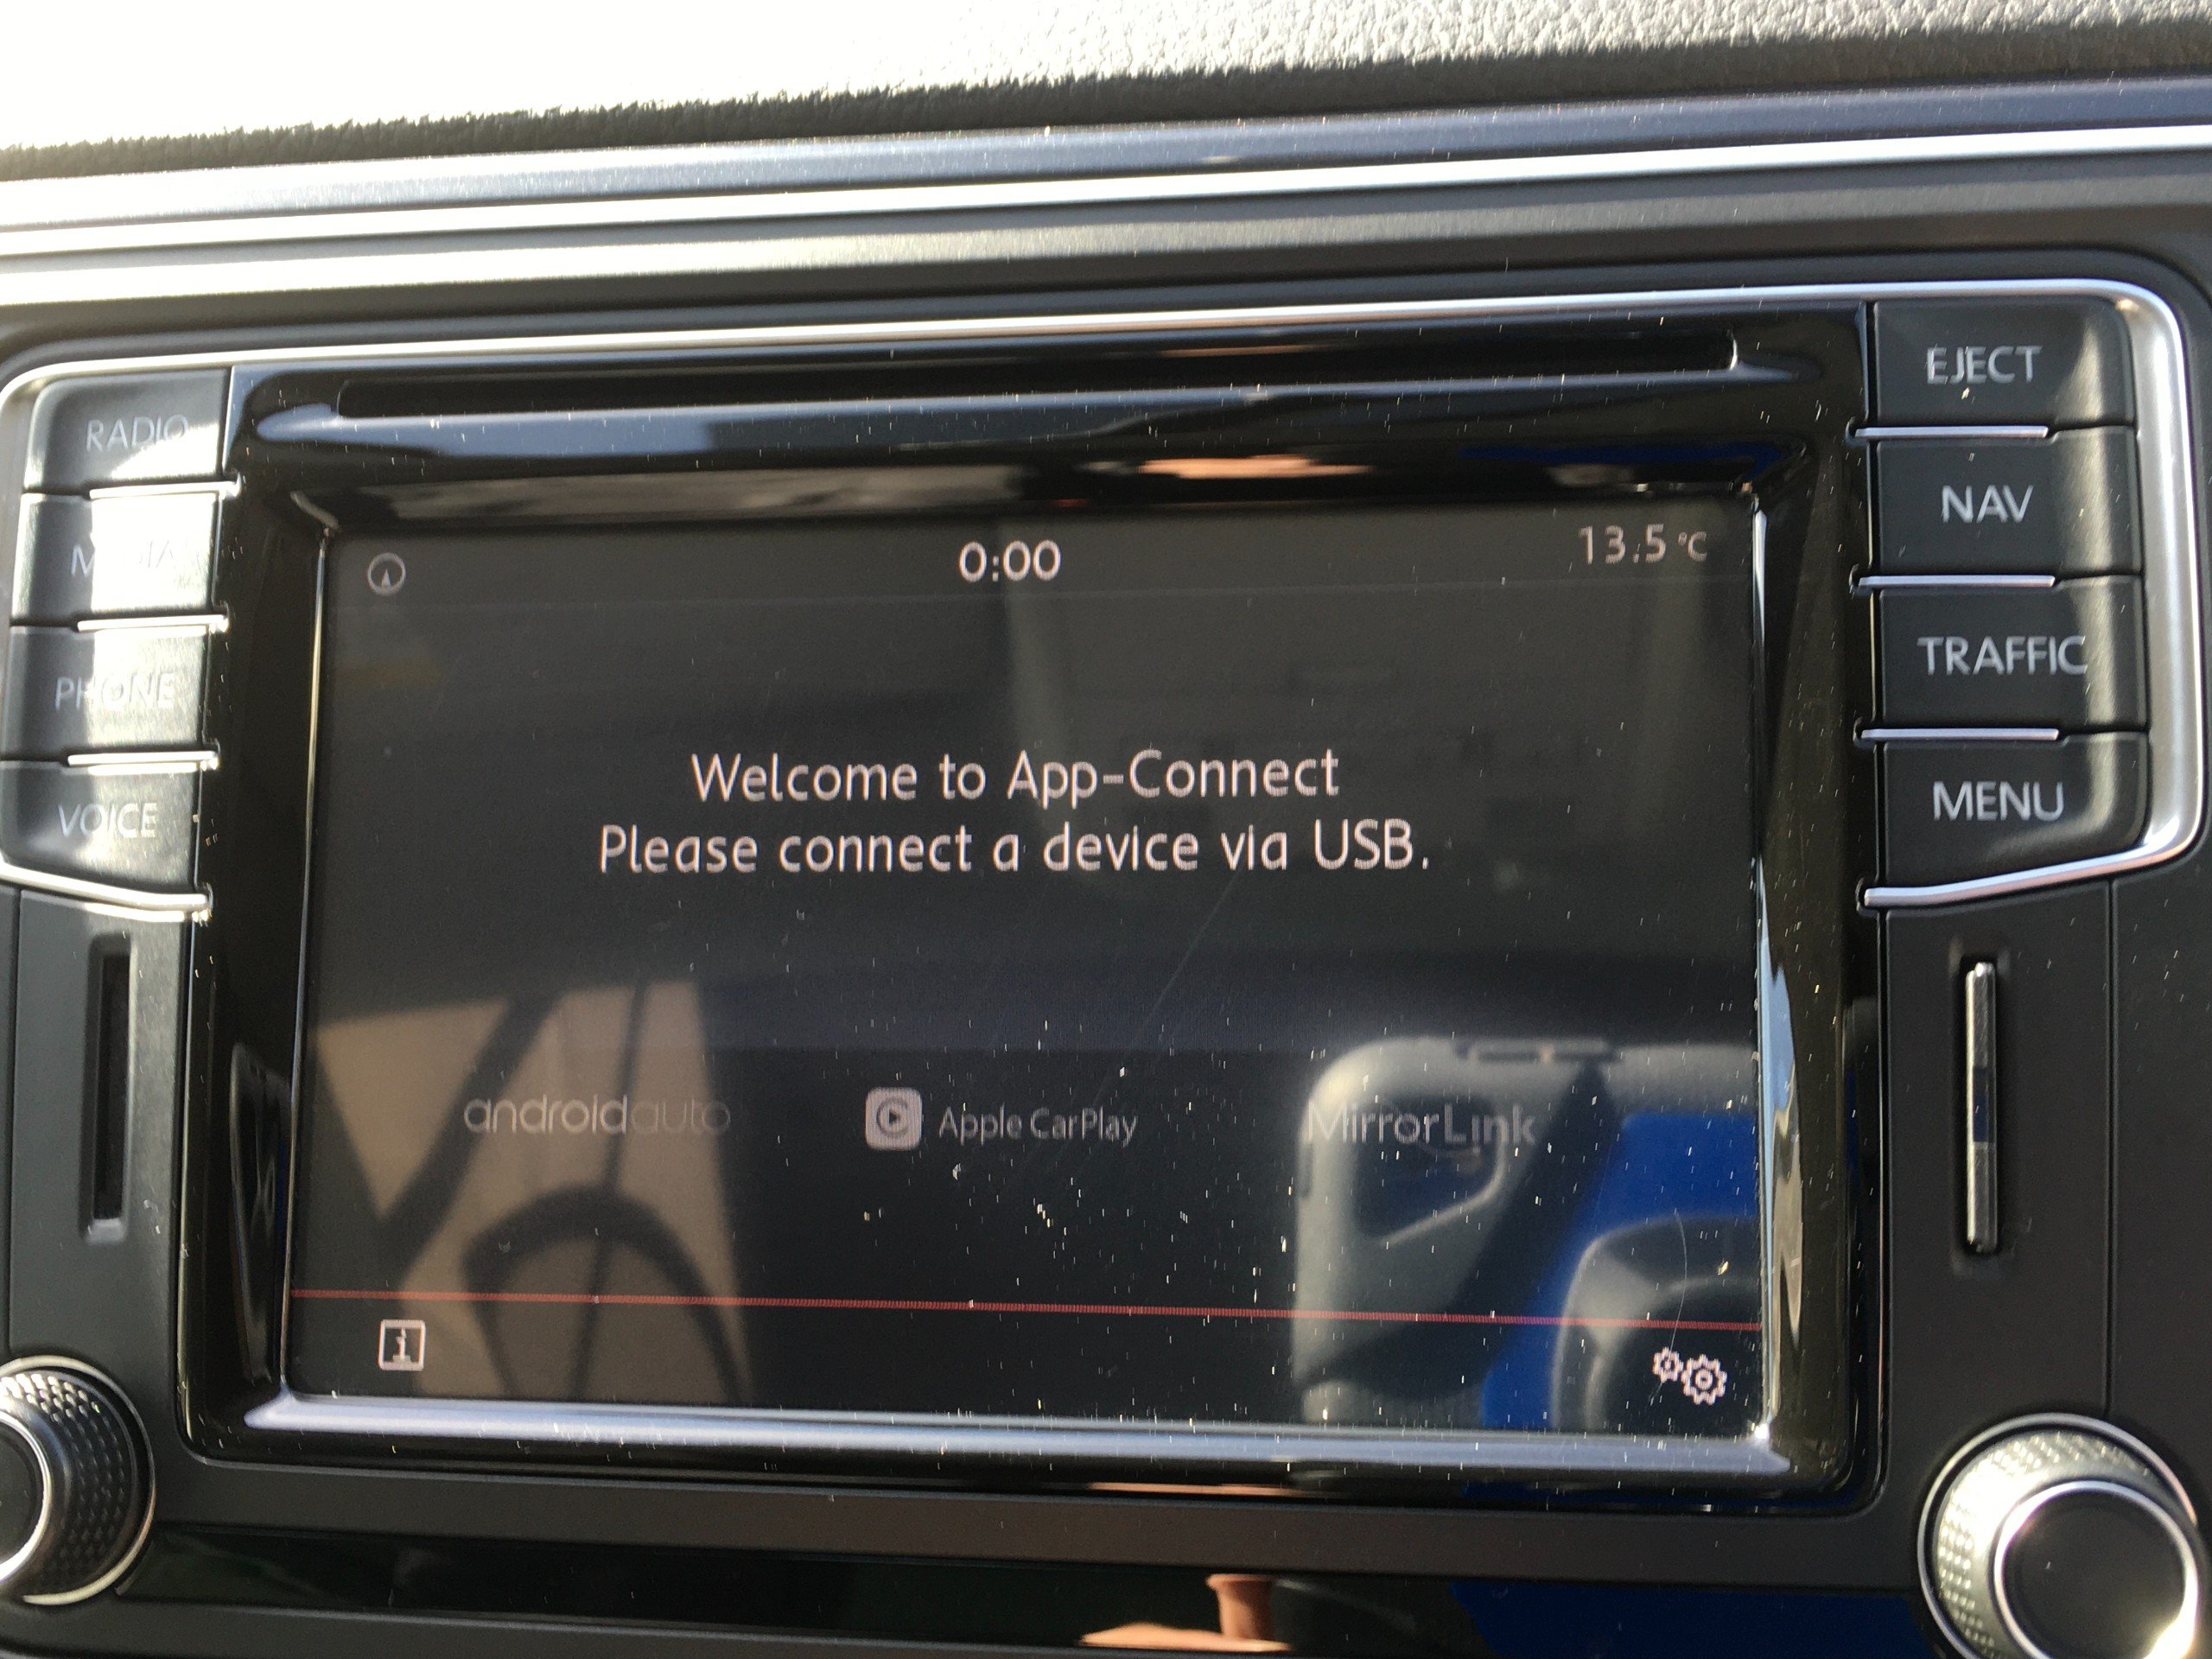 EJECT
RADIO
NAV
MEDIA
TRAFFIC
PHONE
MENU
VOICE
0:00
13.5 °C
Welcome to App-Connect
Please connect a device via USB.
androidauto
Apple CarPlay
MirrorLink
i